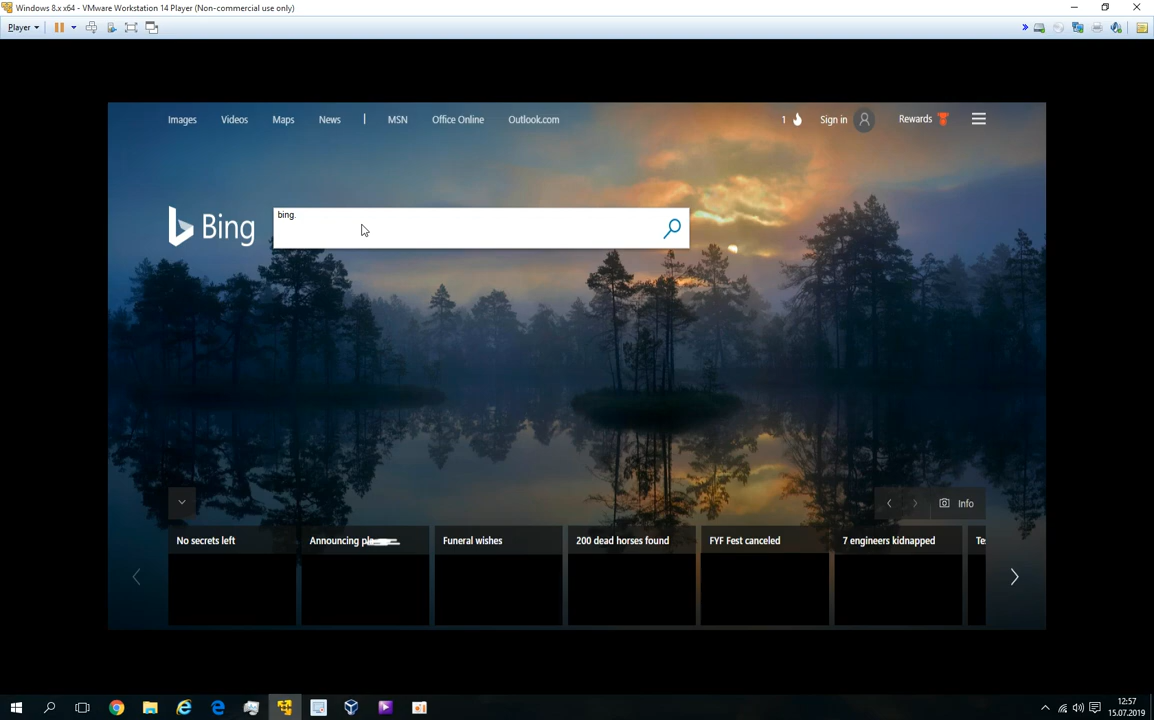 Windows 8.x x64 - VMware Workstation 14 Player (Non-commercial use only)
Player
Images Videos Maps News | MSN Office Online Outlook.com 1 Sign in Rewards
Bing
bing.
Info
No secrets left Announcing Funeral wishes 200 dead horses found FYF Fest canceled 7 engineers kidnapped
12:57
15.07.2019